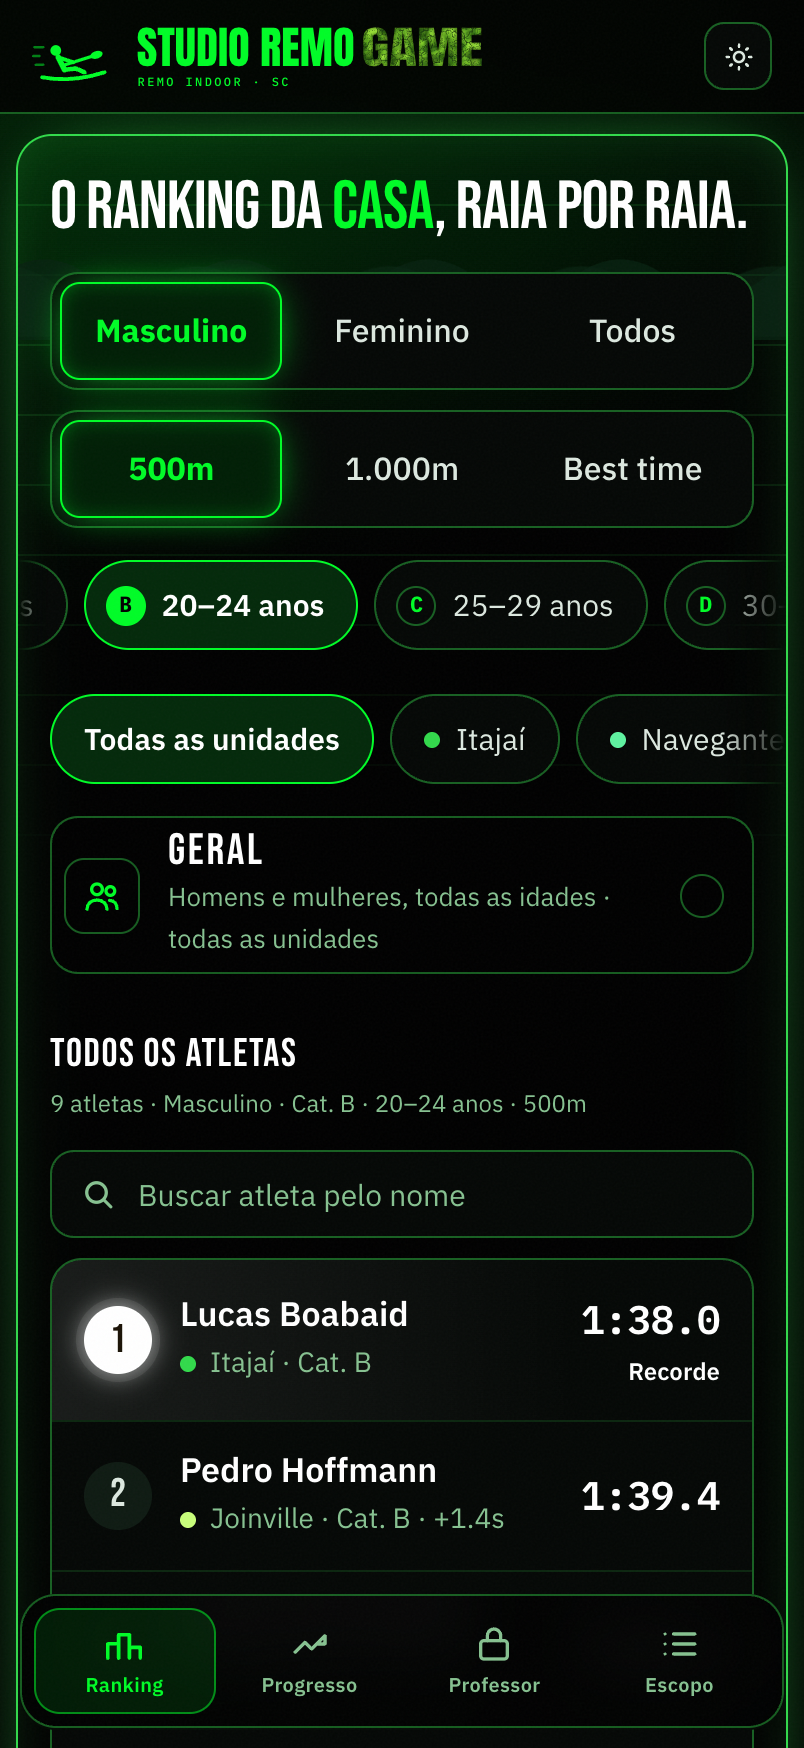 STUDIO REMO GAME
REMO INDOOR · SC
O RANKING DA CASA, RAIA POR RAIA.
Masculino Feminino Todos
500m 1.000m Best time
s B 20–24 anos C 25–29 anos D 30-
Todas as unidades Itajaí Navegante
GERAL
Homens e mulheres, todas as idades ·
todas as unidades
TODOS OS ATLETAS
9 atletas · Masculino · Cat. B · 20–24 anos · 500m
Buscar atleta pelo nome
1 Lucas Boabaid 1:38.0
Itajaí · Cat. B Recorde
2 Pedro Hoffmann 1:39.4
Joinville · Cat. B · +1.4s
Ranking Progresso Professor Escopo